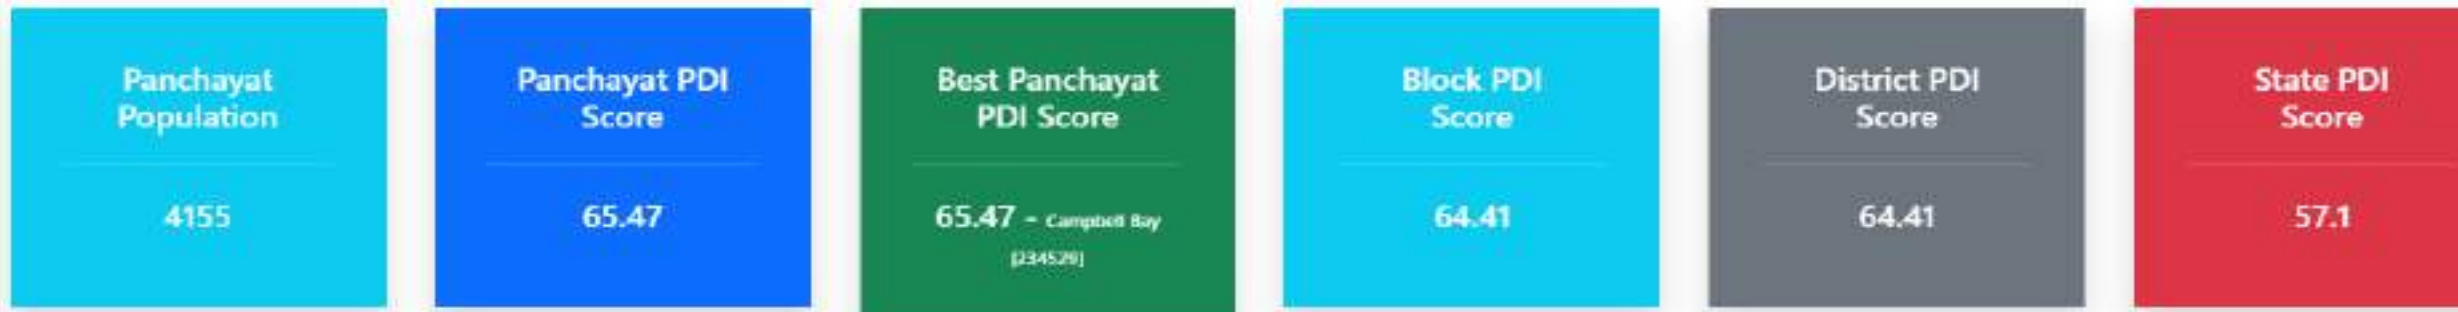 Panchayat
Population
4155
Panchayat PDI
Score
65.47
Best Panchayat
PDI Score
65.47 - Campbell Bay
[234529]
Block PDI
Score
64.41
District PDI
Score
64.41
State PDI
Score
57.1